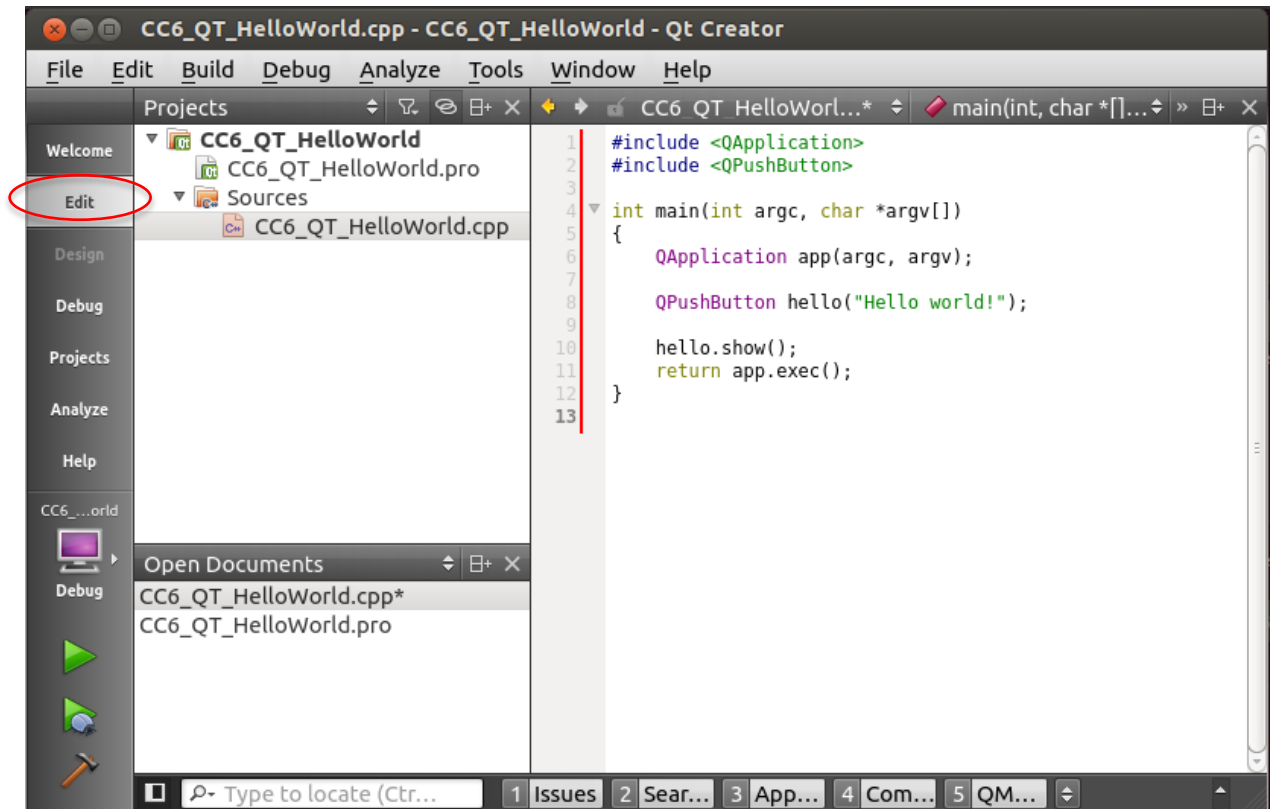 CC6_QT_HelloWorld.cpp - CC6_QT_HelloWorld - Qt Creator
File Edit Build Debug Analyze Tools Window Help
Projects
CC6_QT_HelloWorl...*
main(int, char *[]...
»
Welcome
Edit
Design
Debug
Projects
Analyze
Help
CC6_...orld
Debug
CC6_QT_HelloWorld
CC6_QT_HelloWorld.pro
Sources
CC6_QT_HelloWorld.cpp
Open Documents
CC6_QT_HelloWorld.cpp*
CC6_QT_HelloWorld.pro
1 #include <QApplication>
2 #include <QPushButton>
3
4 int main(int argc, char *argv[])
5 {
6 QApplication app(argc, argv);
7
8 QPushButton hello("Hello world!");
9
10 hello.show();
11 return app.exec();
12 }
13
Type to locate (Ctr...
1 Issues 2 Sear... 3 App... 4 Com... 5 QM...